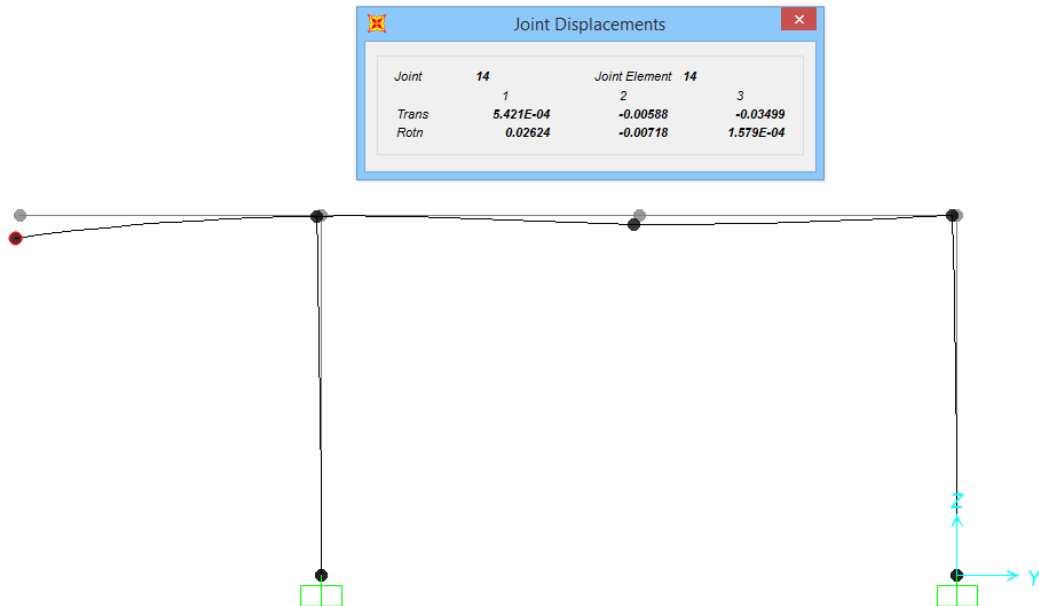 Joint Displacements
Joint 14 Joint Element 14
1 2 3
Trans 5.421E-04 -0.00588 -0.03499
Rotn 0.02624 -0.00718 1.579E-04
Z
Y